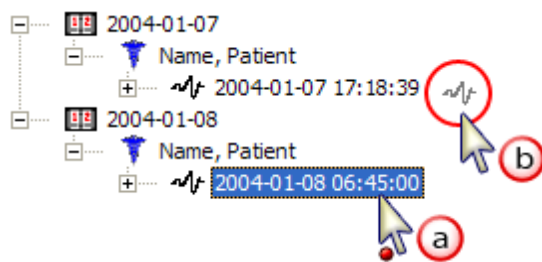 2004-01-07
Name, Patient
2004-01-07 17:18:39
b
2004-01-08
Name, Patient
2004-01-08 06:45:00
a